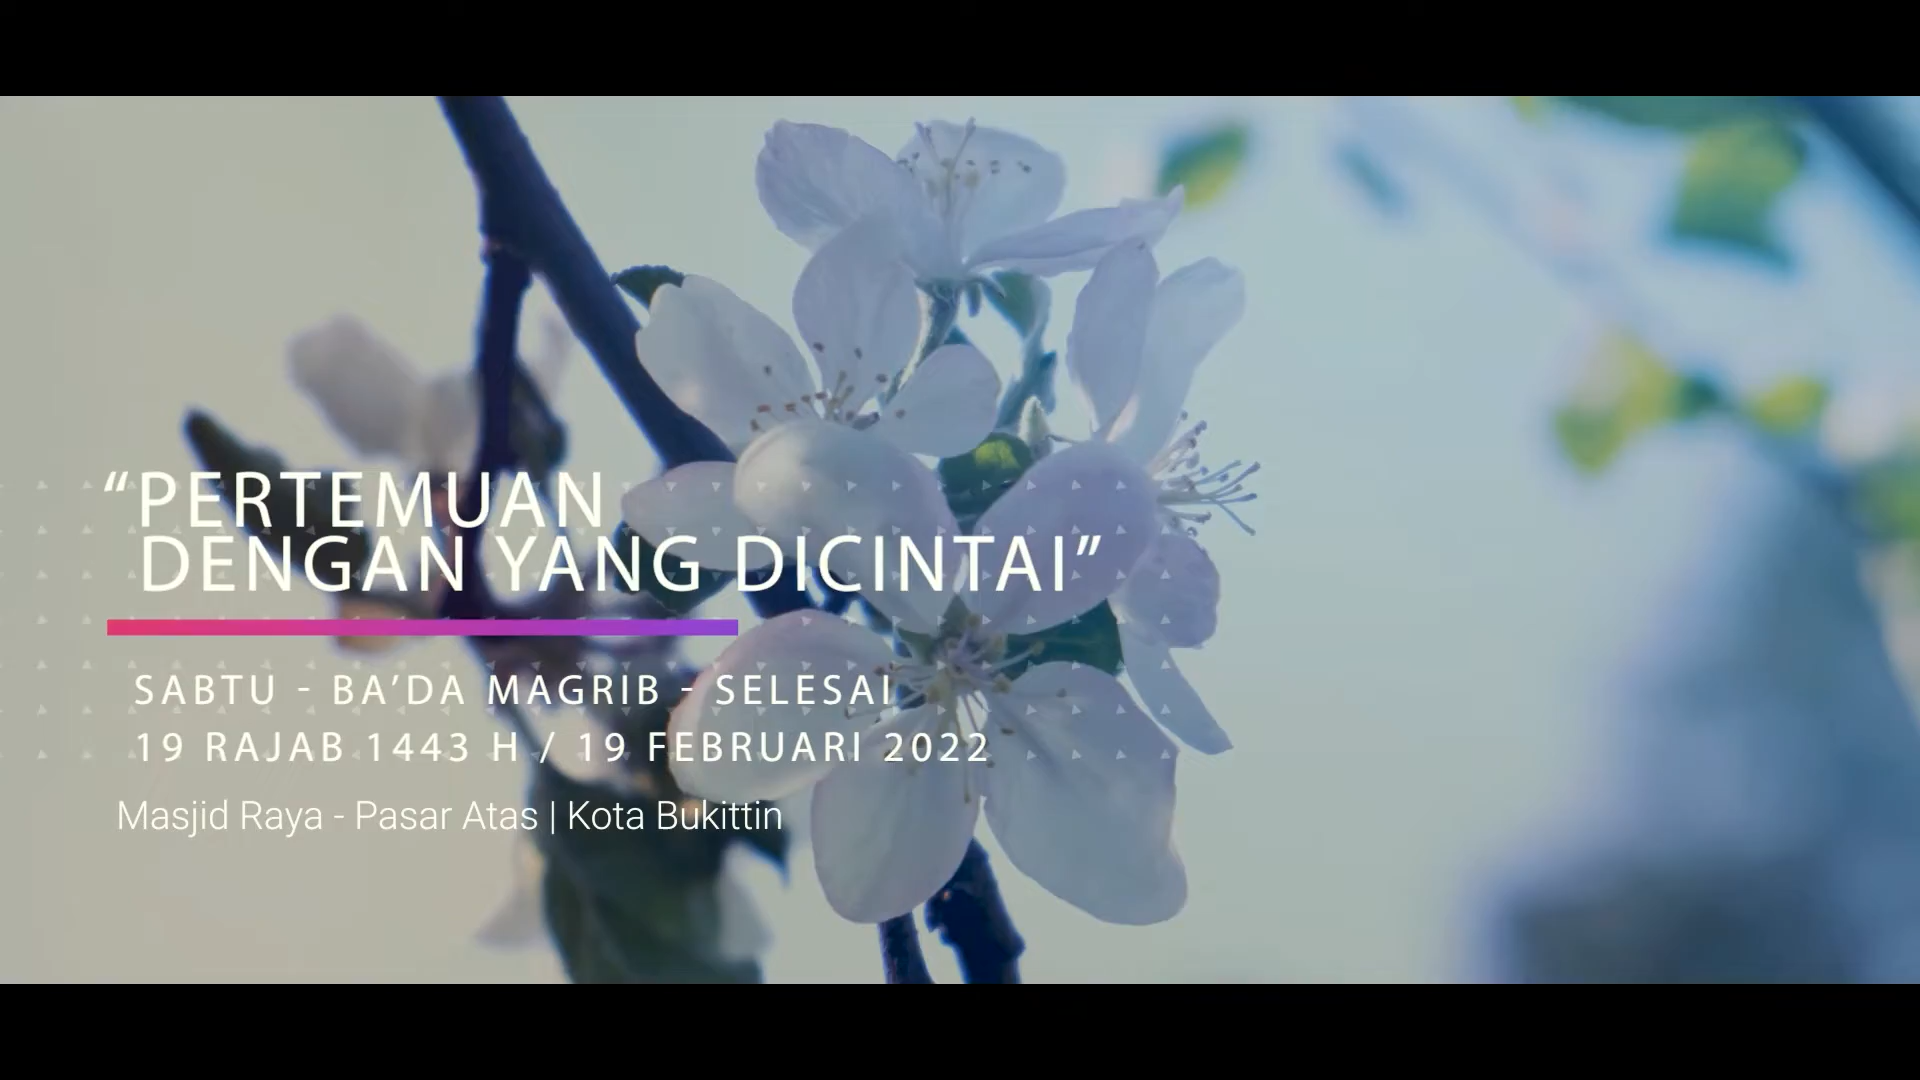 “PERTEMUAN
DENGAN YANG DICINTAI”
SABTU - BA’DA MAGRIB - SELESAI
19 RAJAB 1443 H / 19 FEBRUARI 2022
Masjid Raya - Pasar Atas | Kota Bukittin